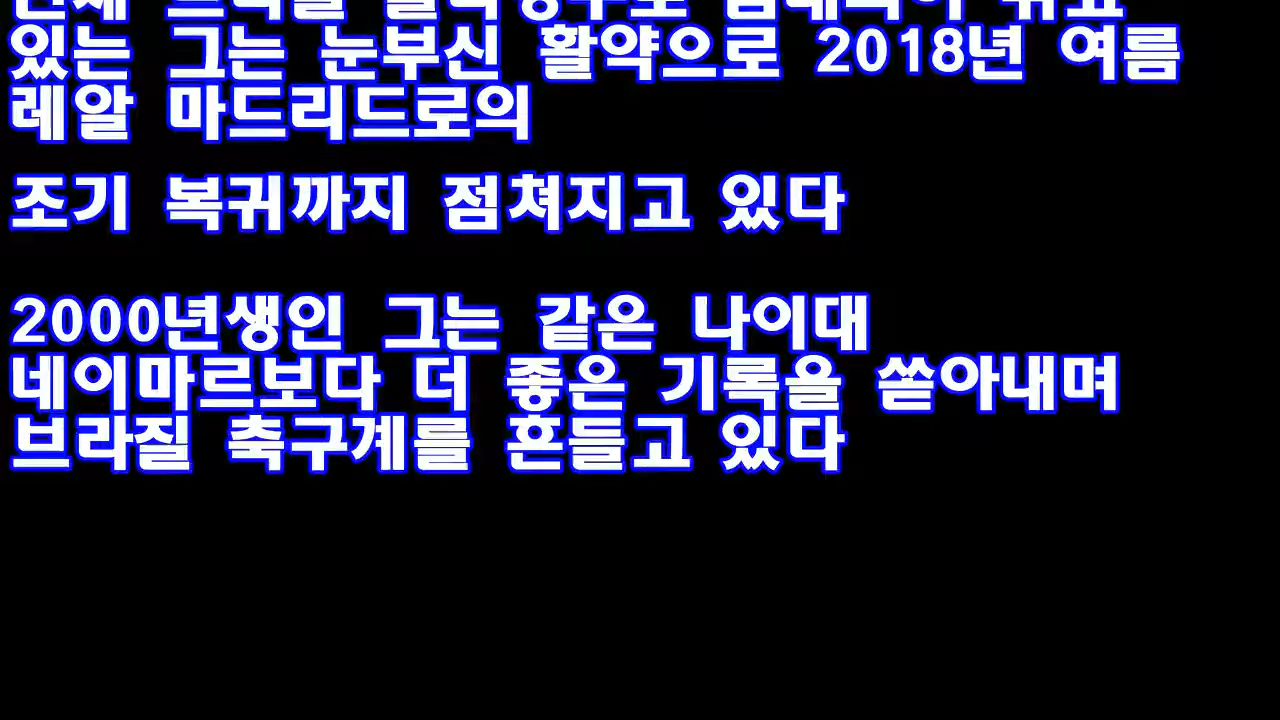 있는 그는 눈부신 활약으로 2018년 여름
레알 마드리드로의
조기 복귀까지 점쳐지고 있다
2000년생인 그는 같은 나이대
네이마르보다 더 좋은 기록을 쏟아내며
브라질 축구계를 흔들고 있다